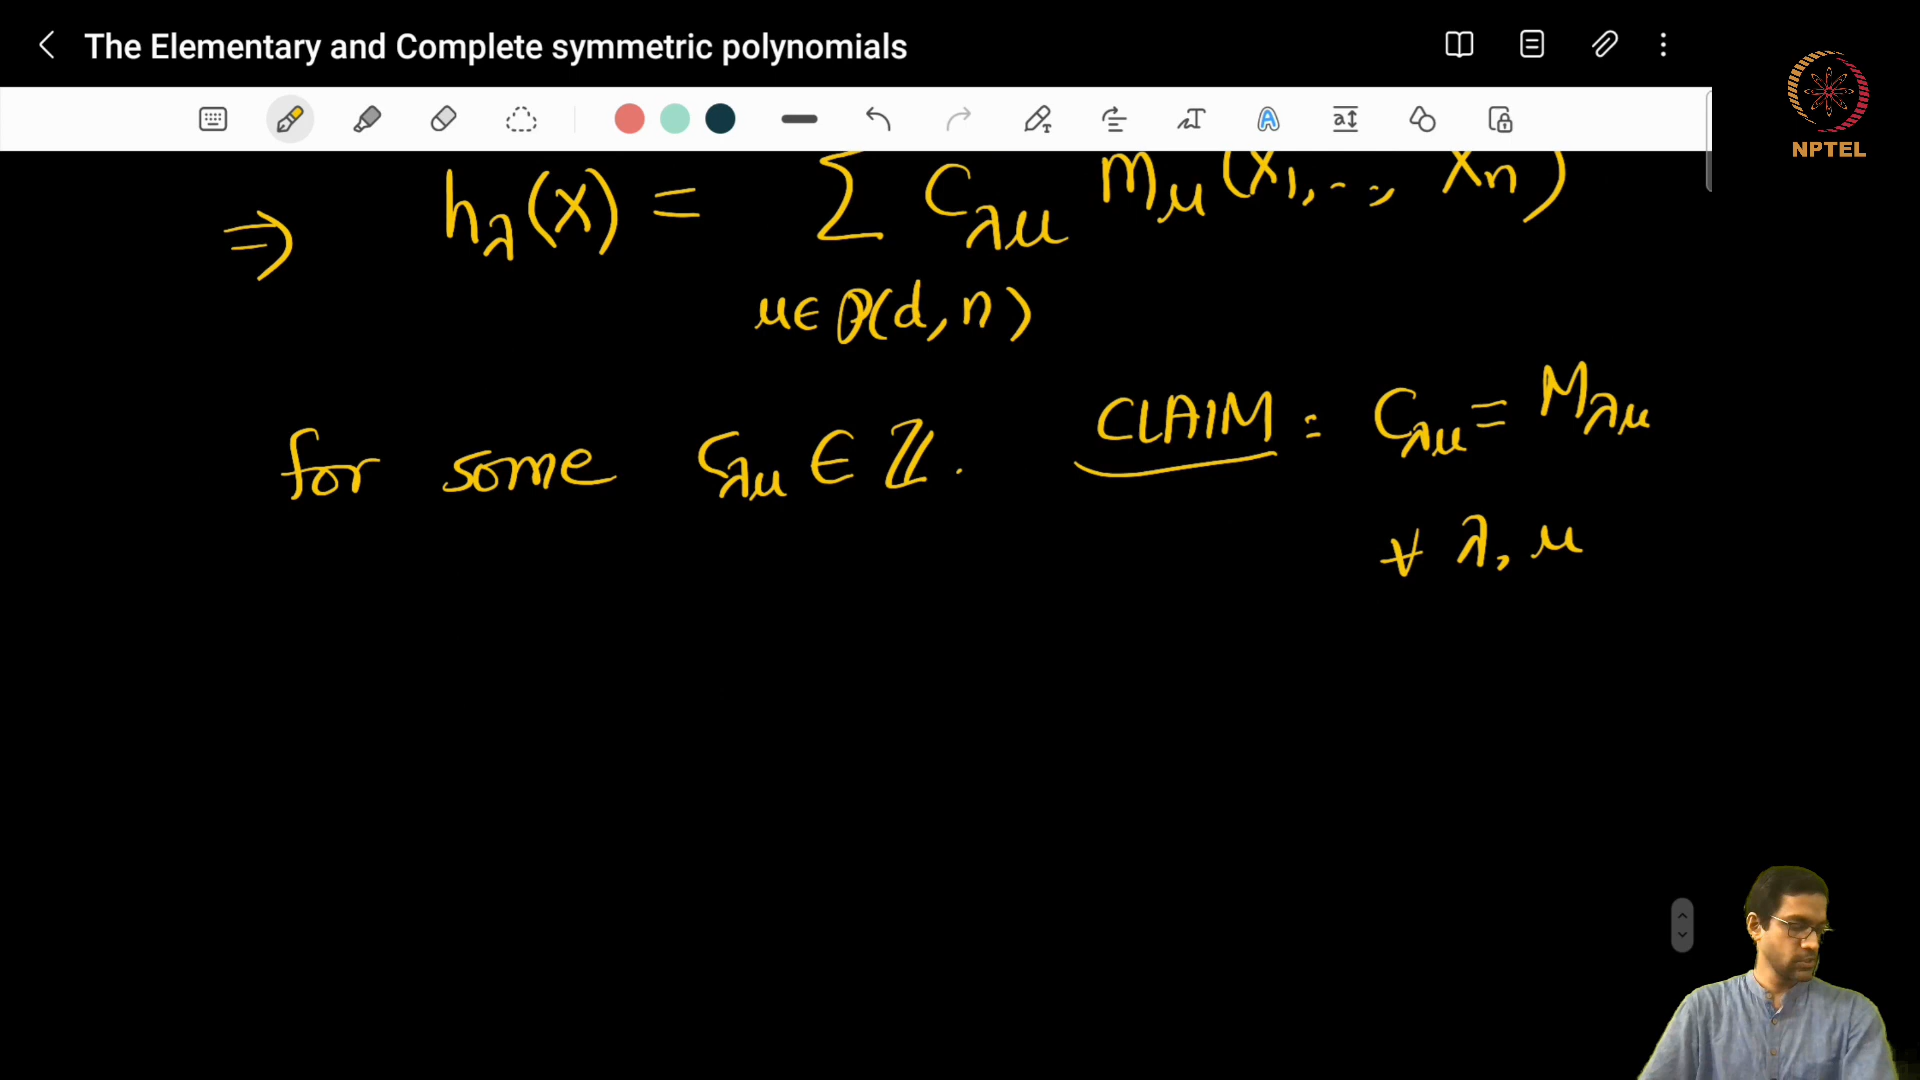 The Elementary and Complete symmetric polynomials
NPTEL
⇒ h_λ(x) = ∑ C_λμ m_μ(x_1, .., x_n)
μ ∈ P(d, n)
for some C_λμ ∈ ℤ. CLAIM : C_λμ = M_λμ
∀ λ, μ